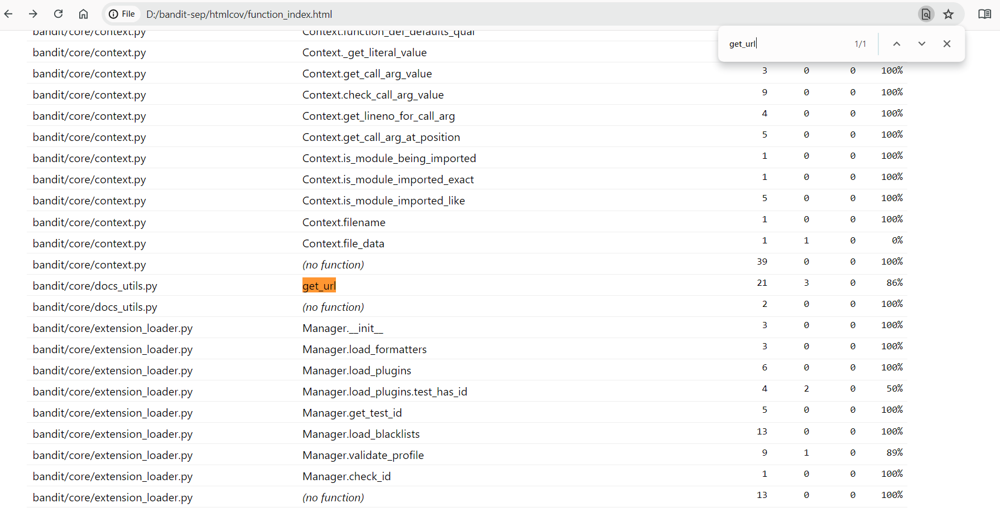 File D:/bandit-sep/htmlcov/function_index.html
get_url 1/1
bandit/core/context.py Context.function_def_defaults_qual
bandit/core/context.py Context._get_literal_value
bandit/core/context.py Context.get_call_arg_value 3 0 0 100%
bandit/core/context.py Context.check_call_arg_value 9 0 0 100%
bandit/core/context.py Context.get_lineno_for_call_arg 4 0 0 100%
bandit/core/context.py Context.get_call_arg_at_position 5 0 0 100%
bandit/core/context.py Context.is_module_being_imported 1 0 0 100%
bandit/core/context.py Context.is_module_imported_exact 1 0 0 100%
bandit/core/context.py Context.is_module_imported_like 5 0 0 100%
bandit/core/context.py Context.filename 1 0 0 100%
bandit/core/context.py Context.file_data 1 1 0 0%
bandit/core/context.py (no function) 39 0 0 100%
bandit/core/docs_utils.py get_url 21 3 0 86%
bandit/core/docs_utils.py (no function) 2 0 0 100%
bandit/core/extension_loader.py Manager.__init__ 3 0 0 100%
bandit/core/extension_loader.py Manager.load_formatters 3 0 0 100%
bandit/core/extension_loader.py Manager.load_plugins 6 0 0 100%
bandit/core/extension_loader.py Manager.load_plugins.test_has_id 4 2 0 50%
bandit/core/extension_loader.py Manager.get_test_id 5 0 0 100%
bandit/core/extension_loader.py Manager.load_blacklists 13 0 0 100%
bandit/core/extension_loader.py Manager.validate_profile 9 1 0 89%
bandit/core/extension_loader.py Manager.check_id 1 0 0 100%
bandit/core/extension_loader.py (no function) 13 0 0 100%